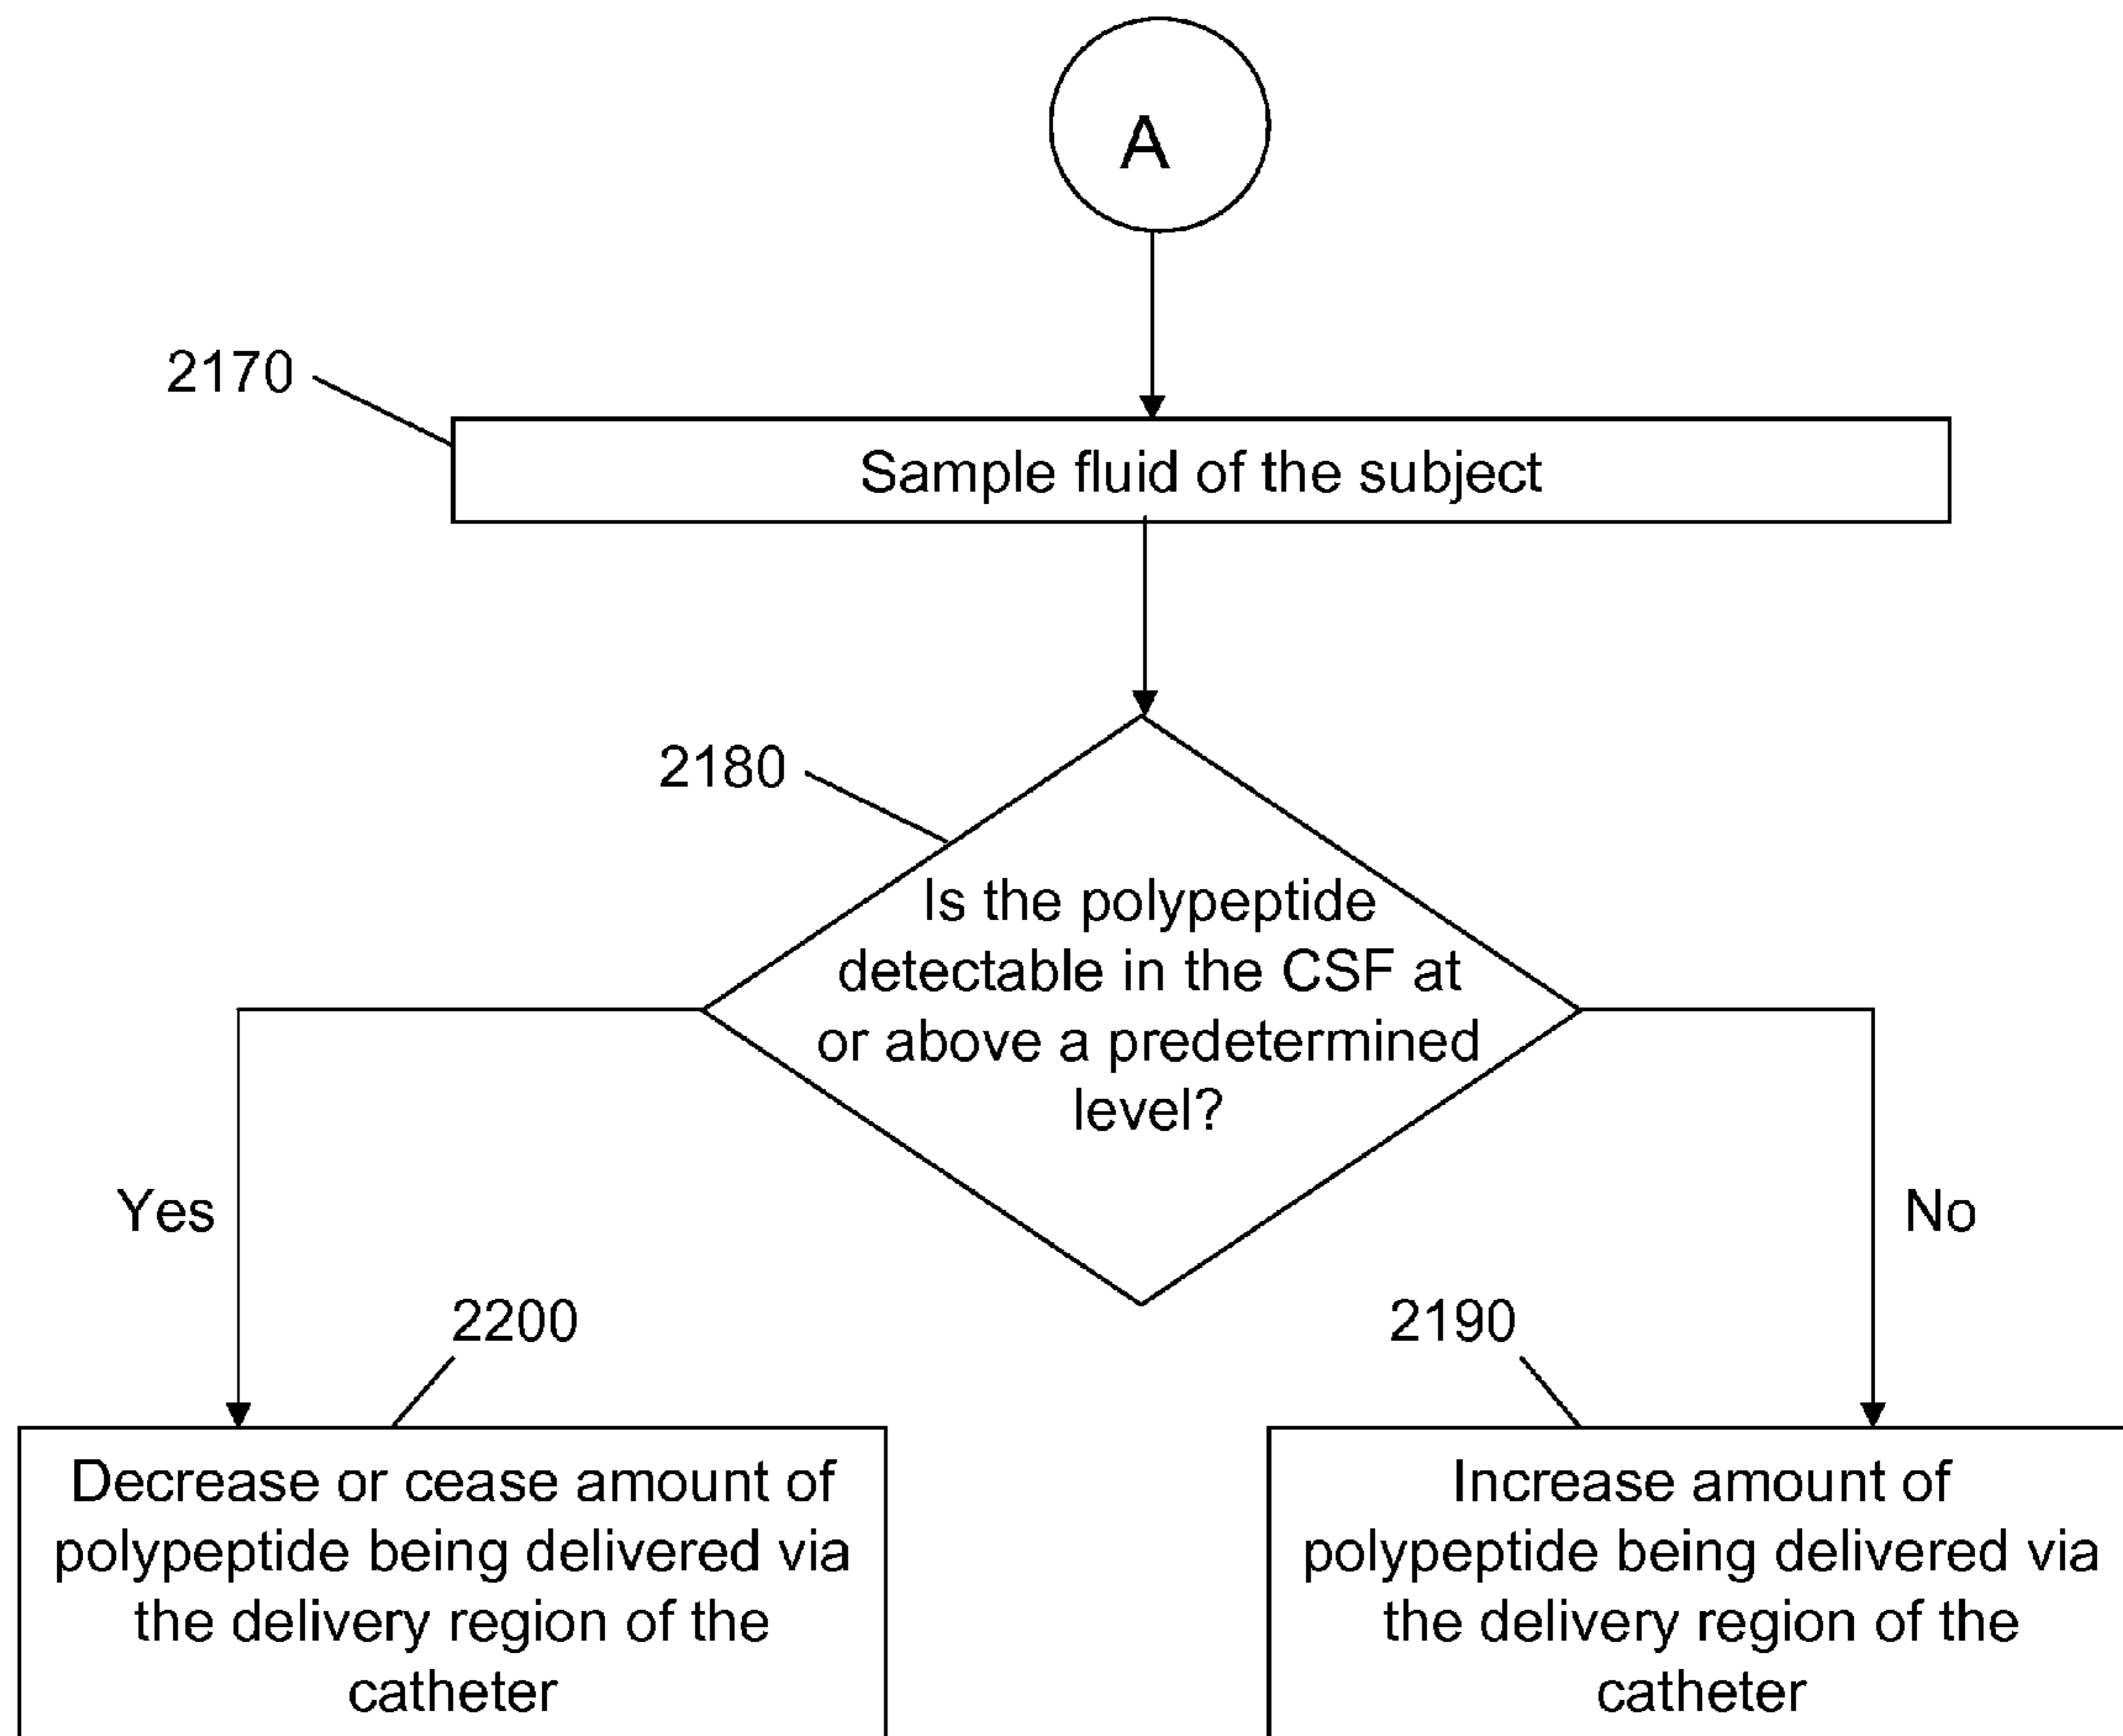 A
2170
Sample fluid of the subject
2180
Is the polypeptide
detectable in the CSF at
or above a predetermined
level?
Yes
No
2200
2190
Decrease or cease amount of
polypeptide being delivered via
the delivery region of the
catheter
Increase amount of
polypeptide being delivered via
the delivery region of the
catheter